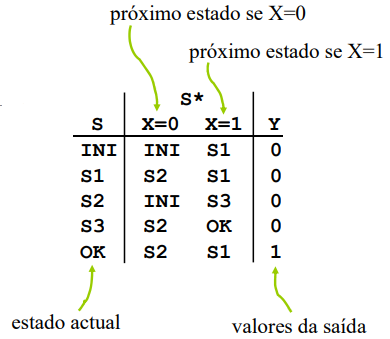 próximo estado se X=0
próximo estado se X=1
S*
S X=0 X=1 Y
INI INI S1 0
S1 S2 S1 0
S2 INI S3 0
S3 S2 OK 0
OK S2 S1 1
estado actual
valores da saída